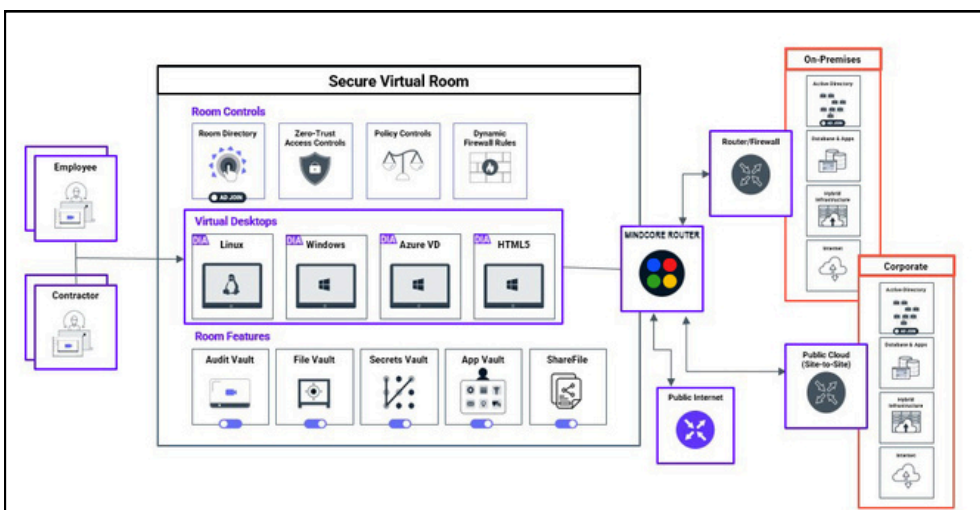 Secure Virtual Room
Room Controls
Room Directory
AD JOIN
Zero-Trust
Access Controls
Policy Controls
Dynamic
Firewall Rules
Employee
Contractor
Virtual Desktops
DIA
Linux
DIA
Windows
DIA
Azure VD
DIA
HTML5
Room Features
Audit Vault
File Vault
Secrets Vault
App Vault
ShareFile
MINDCORE ROUTER
Router/Firewall
Public Internet
Public Cloud
(Site-to-Site)
On-Premises
Active Directory
AD JOIN
Database & Apps
Hybrid
Infrastructure
Internet
Corporate
Active Directory
AD JOIN
Database & Apps
Hybrid
Infrastructure
Internet